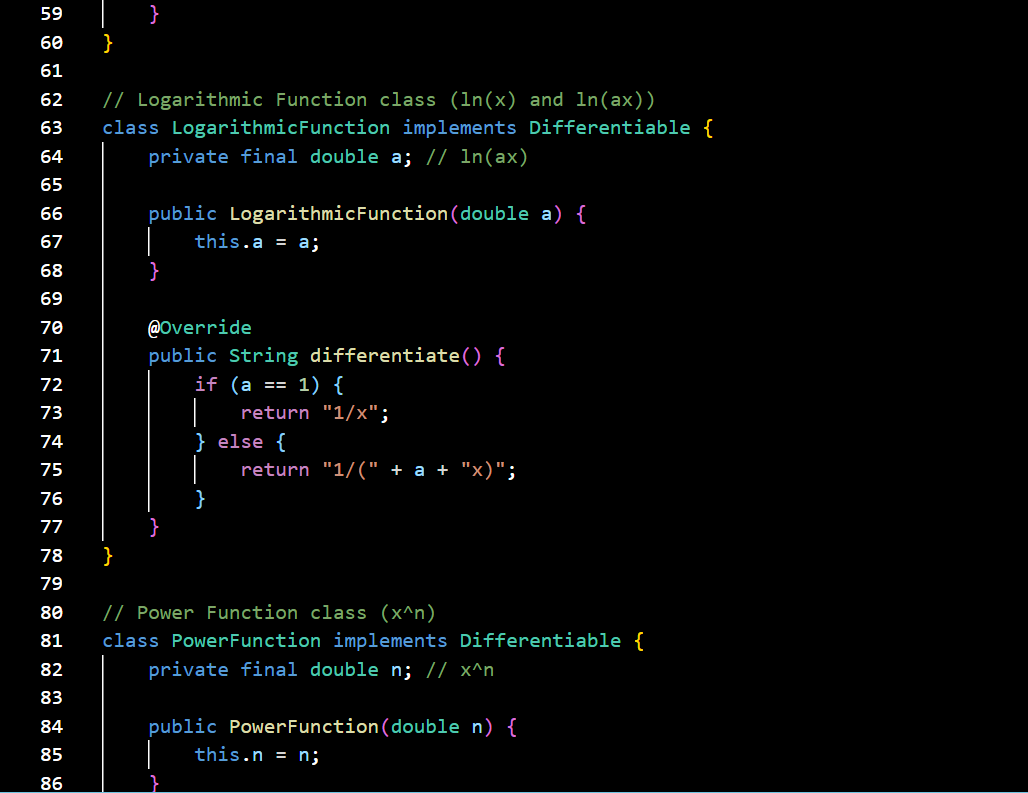 59 }
60 }
61
62 // Logarithmic Function class (ln(x) and ln(ax))
63 class LogarithmicFunction implements Differentiable {
64 private final double a; // ln(ax)
65
66 public LogarithmicFunction(double a) {
67 this.a = a;
68 }
69
70 @Override
71 public String differentiate() {
72 if (a == 1) {
73 return "1/x";
74 } else {
75 return "1/(" + a + "x)";
76 }
77 }
78 }
79
80 // Power Function class (x^n)
81 class PowerFunction implements Differentiable {
82 private final double n; // x^n
83
84 public PowerFunction(double n) {
85 this.n = n;
86 }